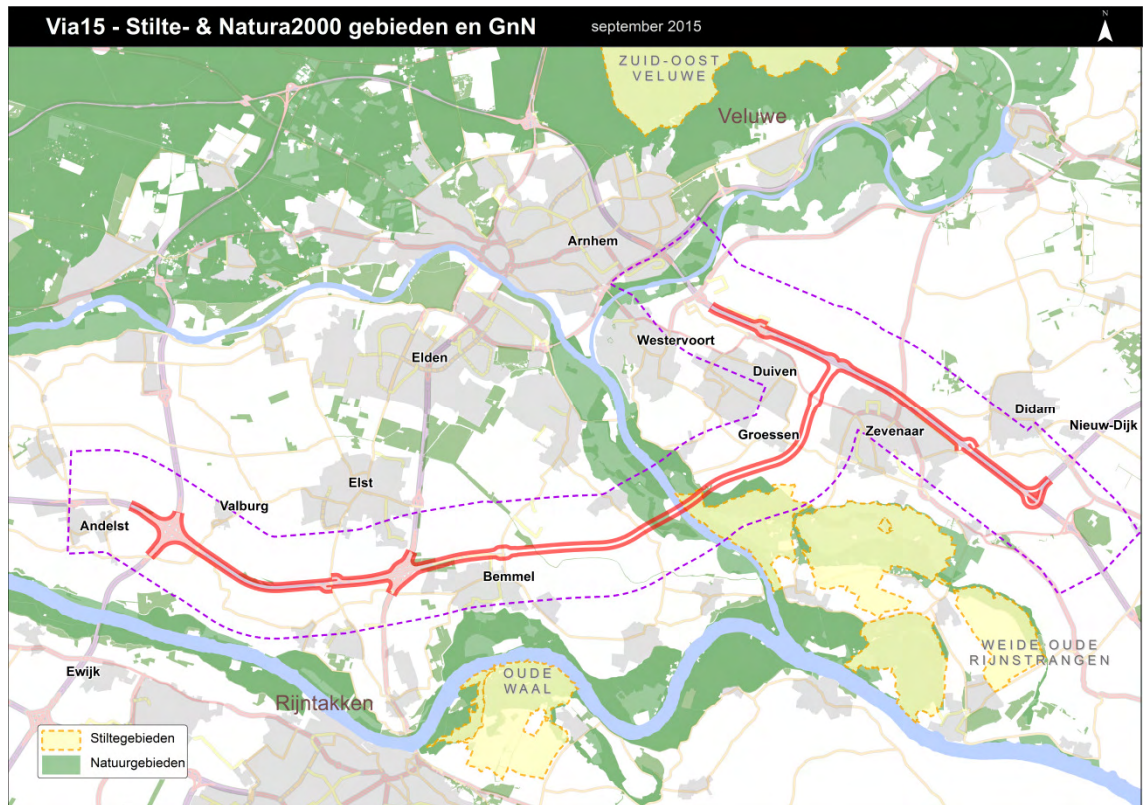 Via15 - Stilte- & Natura2000 gebieden en GnN
september 2015
N
ZUID-OOST
VELUWE
Veluwe
Arnhem
Westervoort
Elden
Duiven
Didam
Nieuw-Dijk
Zevenaar
Groessen
Elst
Valburg
Andelst
Bemmel
WEIDE OUDE
RIJNSTRANGEN
Ewijk
OUDE
WAAL
Rijntakken
Stiltegebieden
Natuurgebieden